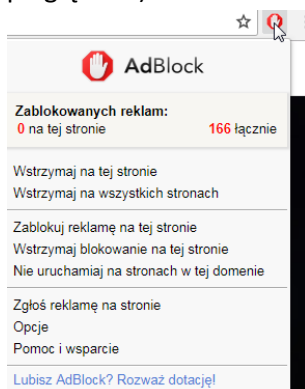 AdBlock
Zablokowanych reklam:
0 na tej stronie 166 łącznie
Wstrzymaj na tej stronie
Wstrzymaj na wszystkich stronach
Zablokuj reklamę na tej stronie
Wstrzymaj blokowanie na tej stronie
Nie uruchamiaj na stronach w tej domenie
Zgłoś reklamę na stronie
Opcje
Pomoc i wsparcie
Lubisz AdBlock? Rozważ dotację!